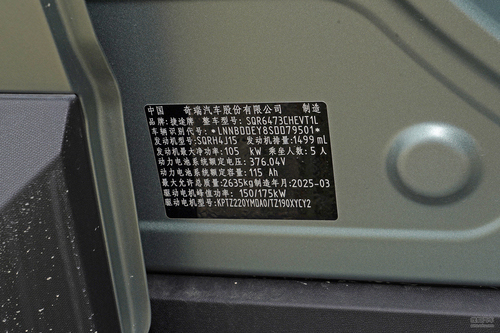 中国 奇瑞汽车股份有限公司 制造
品牌:捷途牌 整车型号:SQR6473CHEVT1L
车辆识别代号:*LNNBDDEY8SDD79501*
发动机型号:SQRH4J15 发动机排量:1499 mL
发动机最大净功率:105 kW 乘坐人数:5人
动力电池系统额定电压:376.04V
动力电池系统额定容量:115 Ah
最大允许总质量:2635kg制造年月:2025-03
驱动电机峰值功率:150/175kW
驱动电机型号:KPTZ220YMDA0/TZ190XYCY2